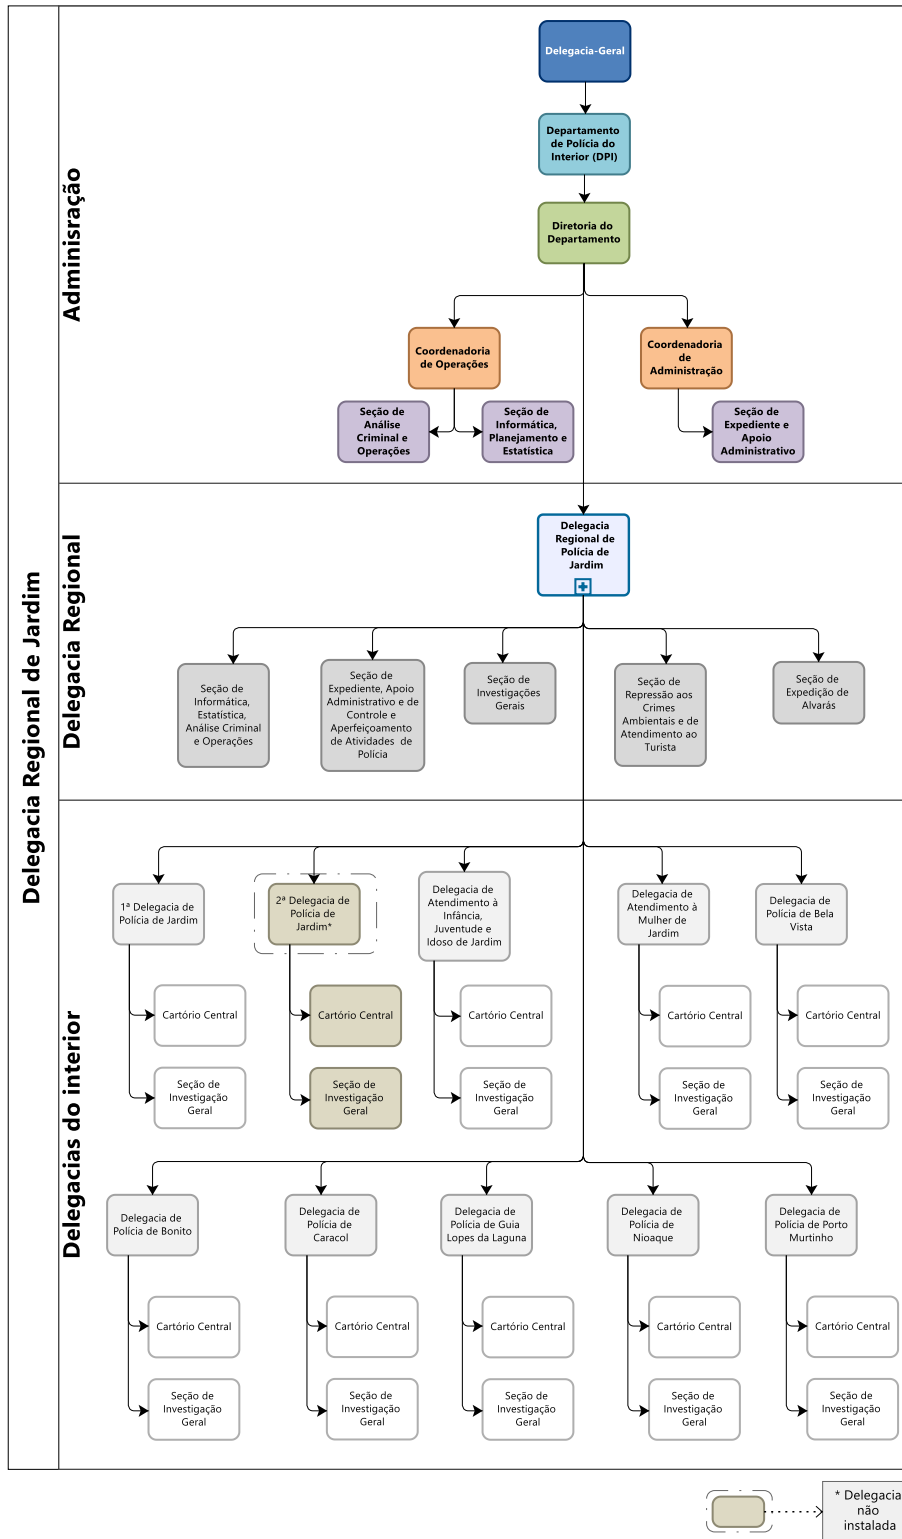 Delegacia Regional de Jardim
Adminisração
Delegacia-Geral
Departamento
de Polícia do
Interior (DPI)
Diretoria do
Departamento
Coordenadoria
de Operações
Coordenadoria
de
Administração
Seção de
Análise
Criminal e
Operações
Seção de
Informática,
Planejamento e
Estatística
Seção de
Expediente e
Apoio
Administrativo
Delegacia Regional
Delegacia
Regional de
Polícia de
Jardim
Seção de
Informática,
Estatística,
Análise Criminal
e Operações
Seção de
Expediente, Apoio
Administrativo e de
Controle e
Aperfeiçoamento
de Atividades de
Polícia
Seção de
Investigações
Gerais
Seção de
Repressão aos
Crimes
Ambientais e de
Atendimento ao
Turista
Seção de
Expedição de
Alvarás
Delegacias do interior
1ª Delegacia de
Polícia de Jardim
2ª Delegacia de
Polícia de
Jardim*
Delegacia de
Atendimento à
Infância,
Juventude e
Idoso de Jardim
Delegacia de
Atendimento à
Mulher de
Jardim
Delegacia de
Polícia de Bela
Vista
Cartório Central
Cartório Central
Cartório Central
Cartório Central
Cartório Central
Seção de
Investigação
Geral
Seção de
Investigação
Geral
Seção de
Investigação
Geral
Seção de
Investigação
Geral
Seção de
Investigação
Geral
Delegacia de
Polícia de Bonito
Delegacia de
Polícia de
Caracol
Delegacia de
Polícia de Guia
Lopes da Laguna
Delegacia de
Polícia de
Nioaque
Delegacia de
Polícia de Porto
Murtinho
Cartório Central
Cartório Central
Cartório Central
Cartório Central
Cartório Central
Seção de
Investigação
Geral
Seção de
Investigação
Geral
Seção de
Investigação
Geral
Seção de
Investigação
Geral
Seção de
Investigação
Geral
* Delegacia
não
instalada